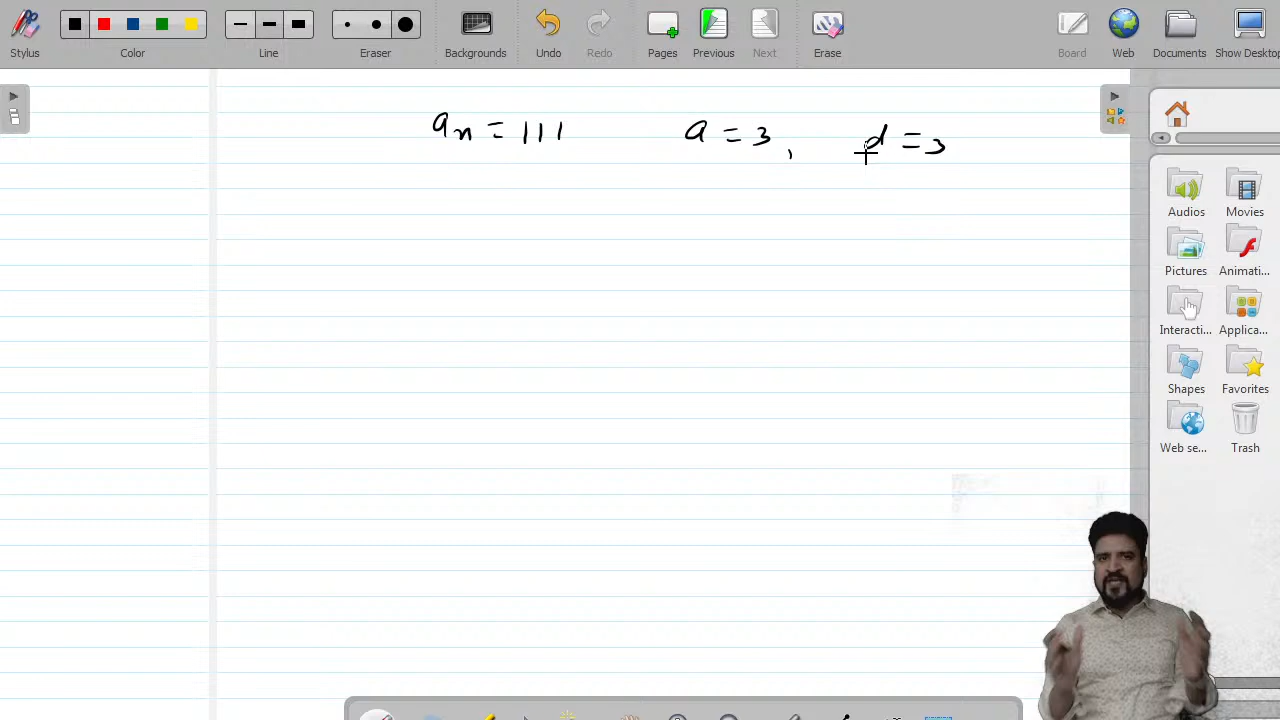 Stylus Color Line Eraser Backgrounds Undo Redo Pages Previous Next Erase Board Web Documents Show Desktop
aₙ = 111 a = 3, d = 3
Audios Movies
Pictures Animati...
Interacti... Applica...
Shapes Favorites
Web se... Trash